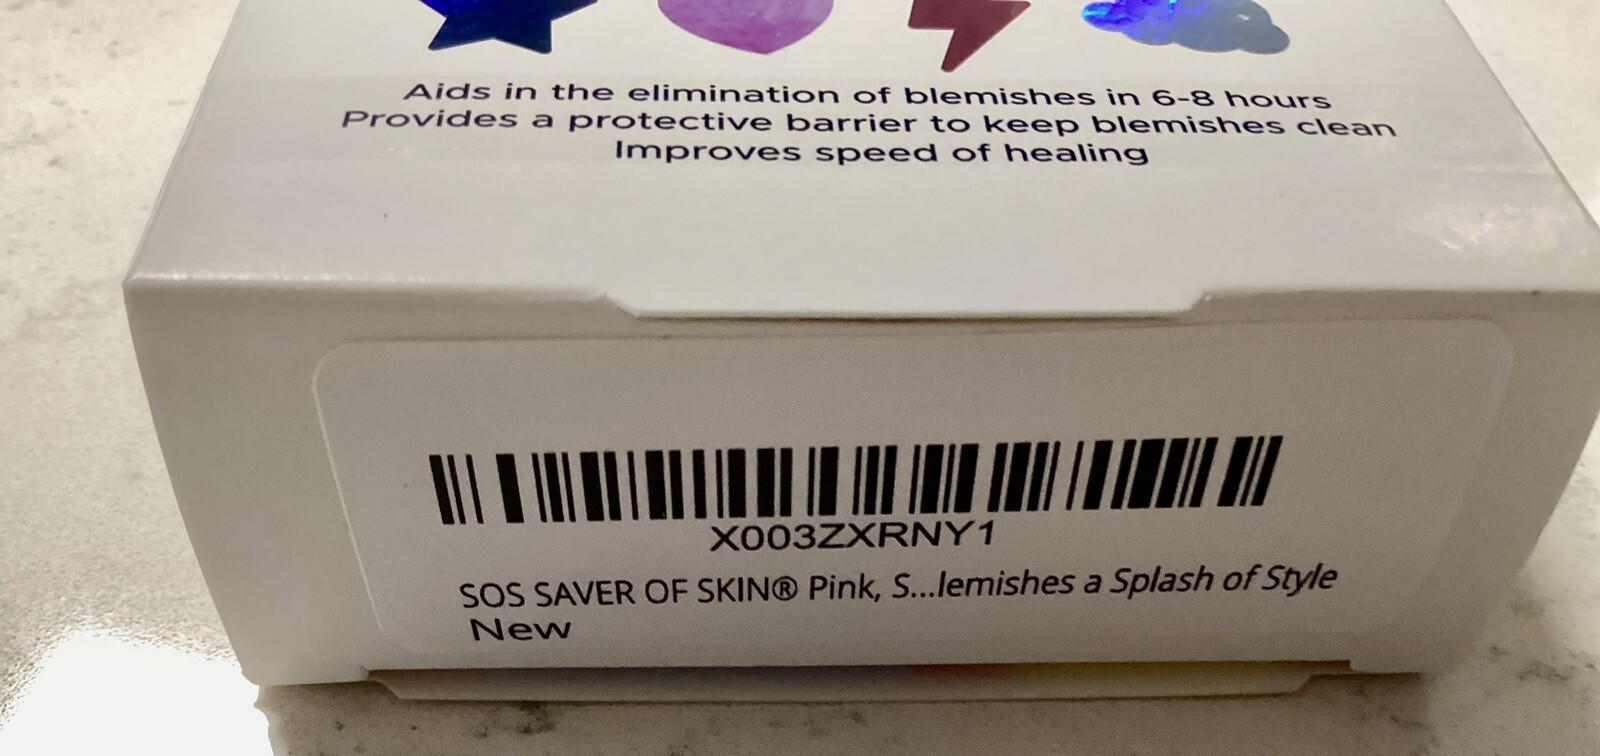 Aids in the elimination of blemishes in 6-8 hours
Provides a protective barrier to keep blemishes clean
Improves speed of healing
X003ZXRNY1
SOS SAVER OF SKIN® Pink, S...lemishes a Splash of Style
New